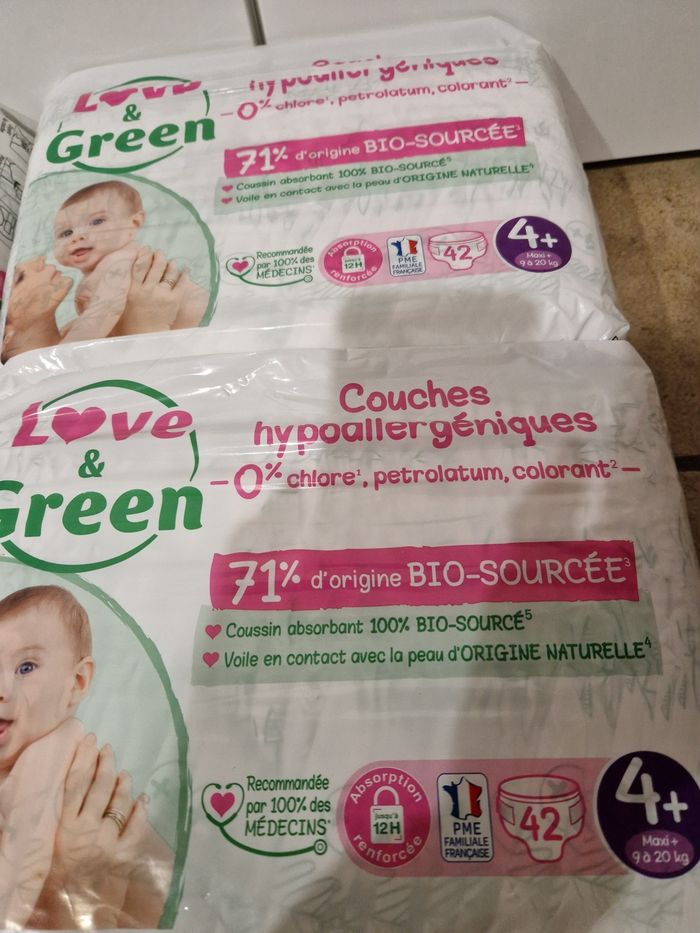 Love
&
Green
hypoallergéniques
-0% chlore¹, petrolatum, colorant²-
71% d'origine BIO-SOURCÉE³
Coussin absorbant 100% BIO-SOURCÉ⁵
Voile en contact avec la peau d'ORIGINE NATURELLE⁴
Recommandée
par 100% des
MÉDECINS*
Absorption
jusqu'à
12H
renforcée
PME
FAMILIALE
FRANÇAISE
42
4+
Maxi +
9 à 20 kg
Love
&
Green
Couches
hypoallergéniques
-0% chlore¹, petrolatum, colorant²-
71% d'origine BIO-SOURCÉE³
Coussin absorbant 100% BIO-SOURCÉ⁵
Voile en contact avec la peau d'ORIGINE NATURELLE⁴
Recommandée
par 100% des
MÉDECINS*
Absorption
jusqu'à
12H
renforcée
PME
FAMILIALE
FRANÇAISE
42
4+
Maxi +
9 à 20 kg